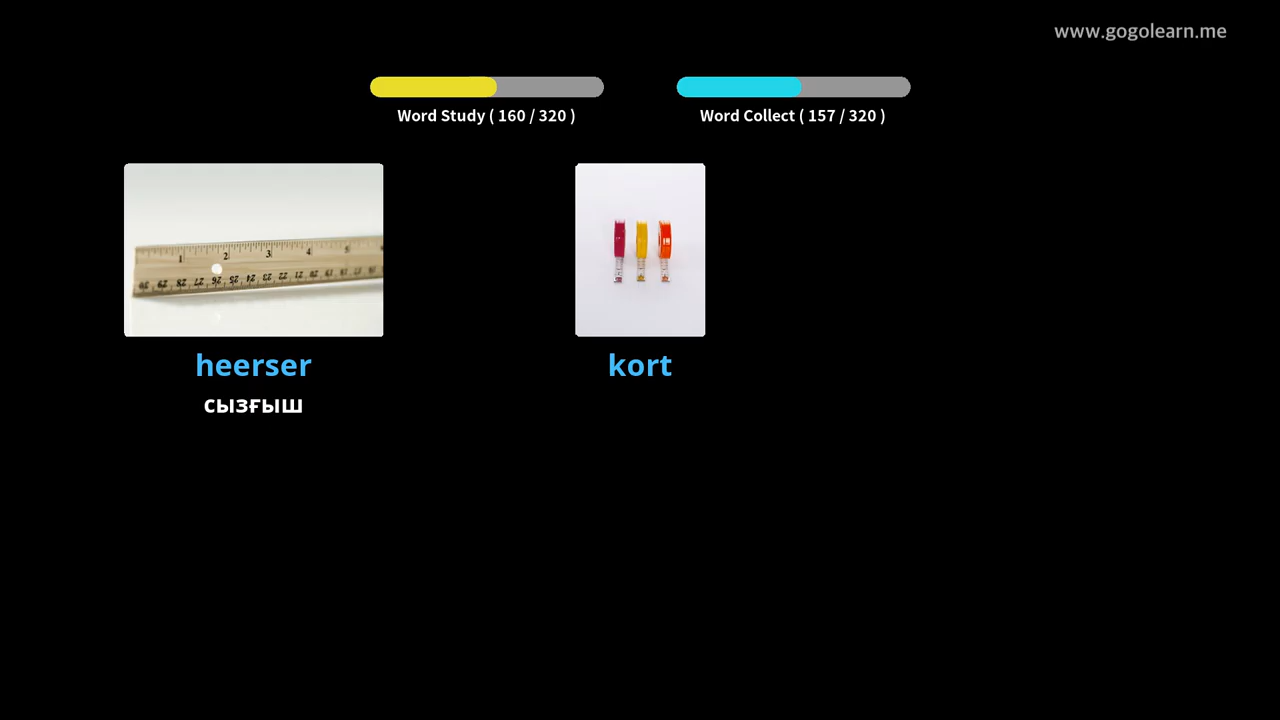 www.gogolearn.me
Word Study ( 160 / 320 )
Word Collect ( 157 / 320 )
heerser
сызғыш
kort